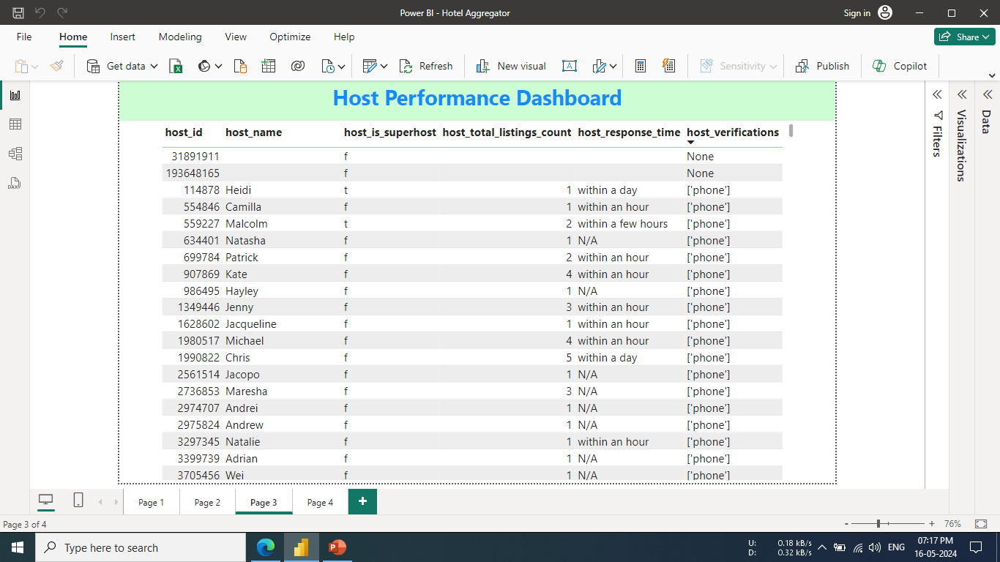 Power BI - Hotel Aggregator
Sign in
File Home Insert Modeling View Optimize Help
Share
Get data
Refresh
New visual
Sensitivity
Publish
Copilot
Host Performance Dashboard
host_id host_name host_is_superhost host_total_listings_count host_response_time host_verifications
31891911 f None
193648165 f None
114878 Heidi t 1 within a day ['phone']
554846 Camilla f 1 within an hour ['phone']
559227 Malcolm t 2 within a few hours ['phone']
634401 Natasha f 1 N/A ['phone']
699784 Patrick f 2 within an hour ['phone']
907869 Kate f 4 within an hour ['phone']
986495 Hayley f 1 N/A ['phone']
1349446 Jenny f 3 within an hour ['phone']
1628602 Jacqueline f 1 within an hour ['phone']
1980517 Michael f 4 within an hour ['phone']
1990822 Chris f 5 within a day ['phone']
2561514 Jacopo f 1 N/A ['phone']
2736853 Maresha f 3 N/A ['phone']
2974707 Andrei f 1 N/A ['phone']
2975824 Andrew f 1 N/A ['phone']
3297345 Natalie f 1 within an hour ['phone']
3399739 Adrian f 1 N/A ['phone']
3705456 Wei f 1 N/A ['phone']
Filters
Visualizations
Data
DAX
Page 1 Page 2 Page 3 Page 4 +
Page 3 of 4
- + 76%
Type here to search
U: 0.18 kB/s
D: 0.32 kB/s
ENG
07:17 PM
16-05-2024